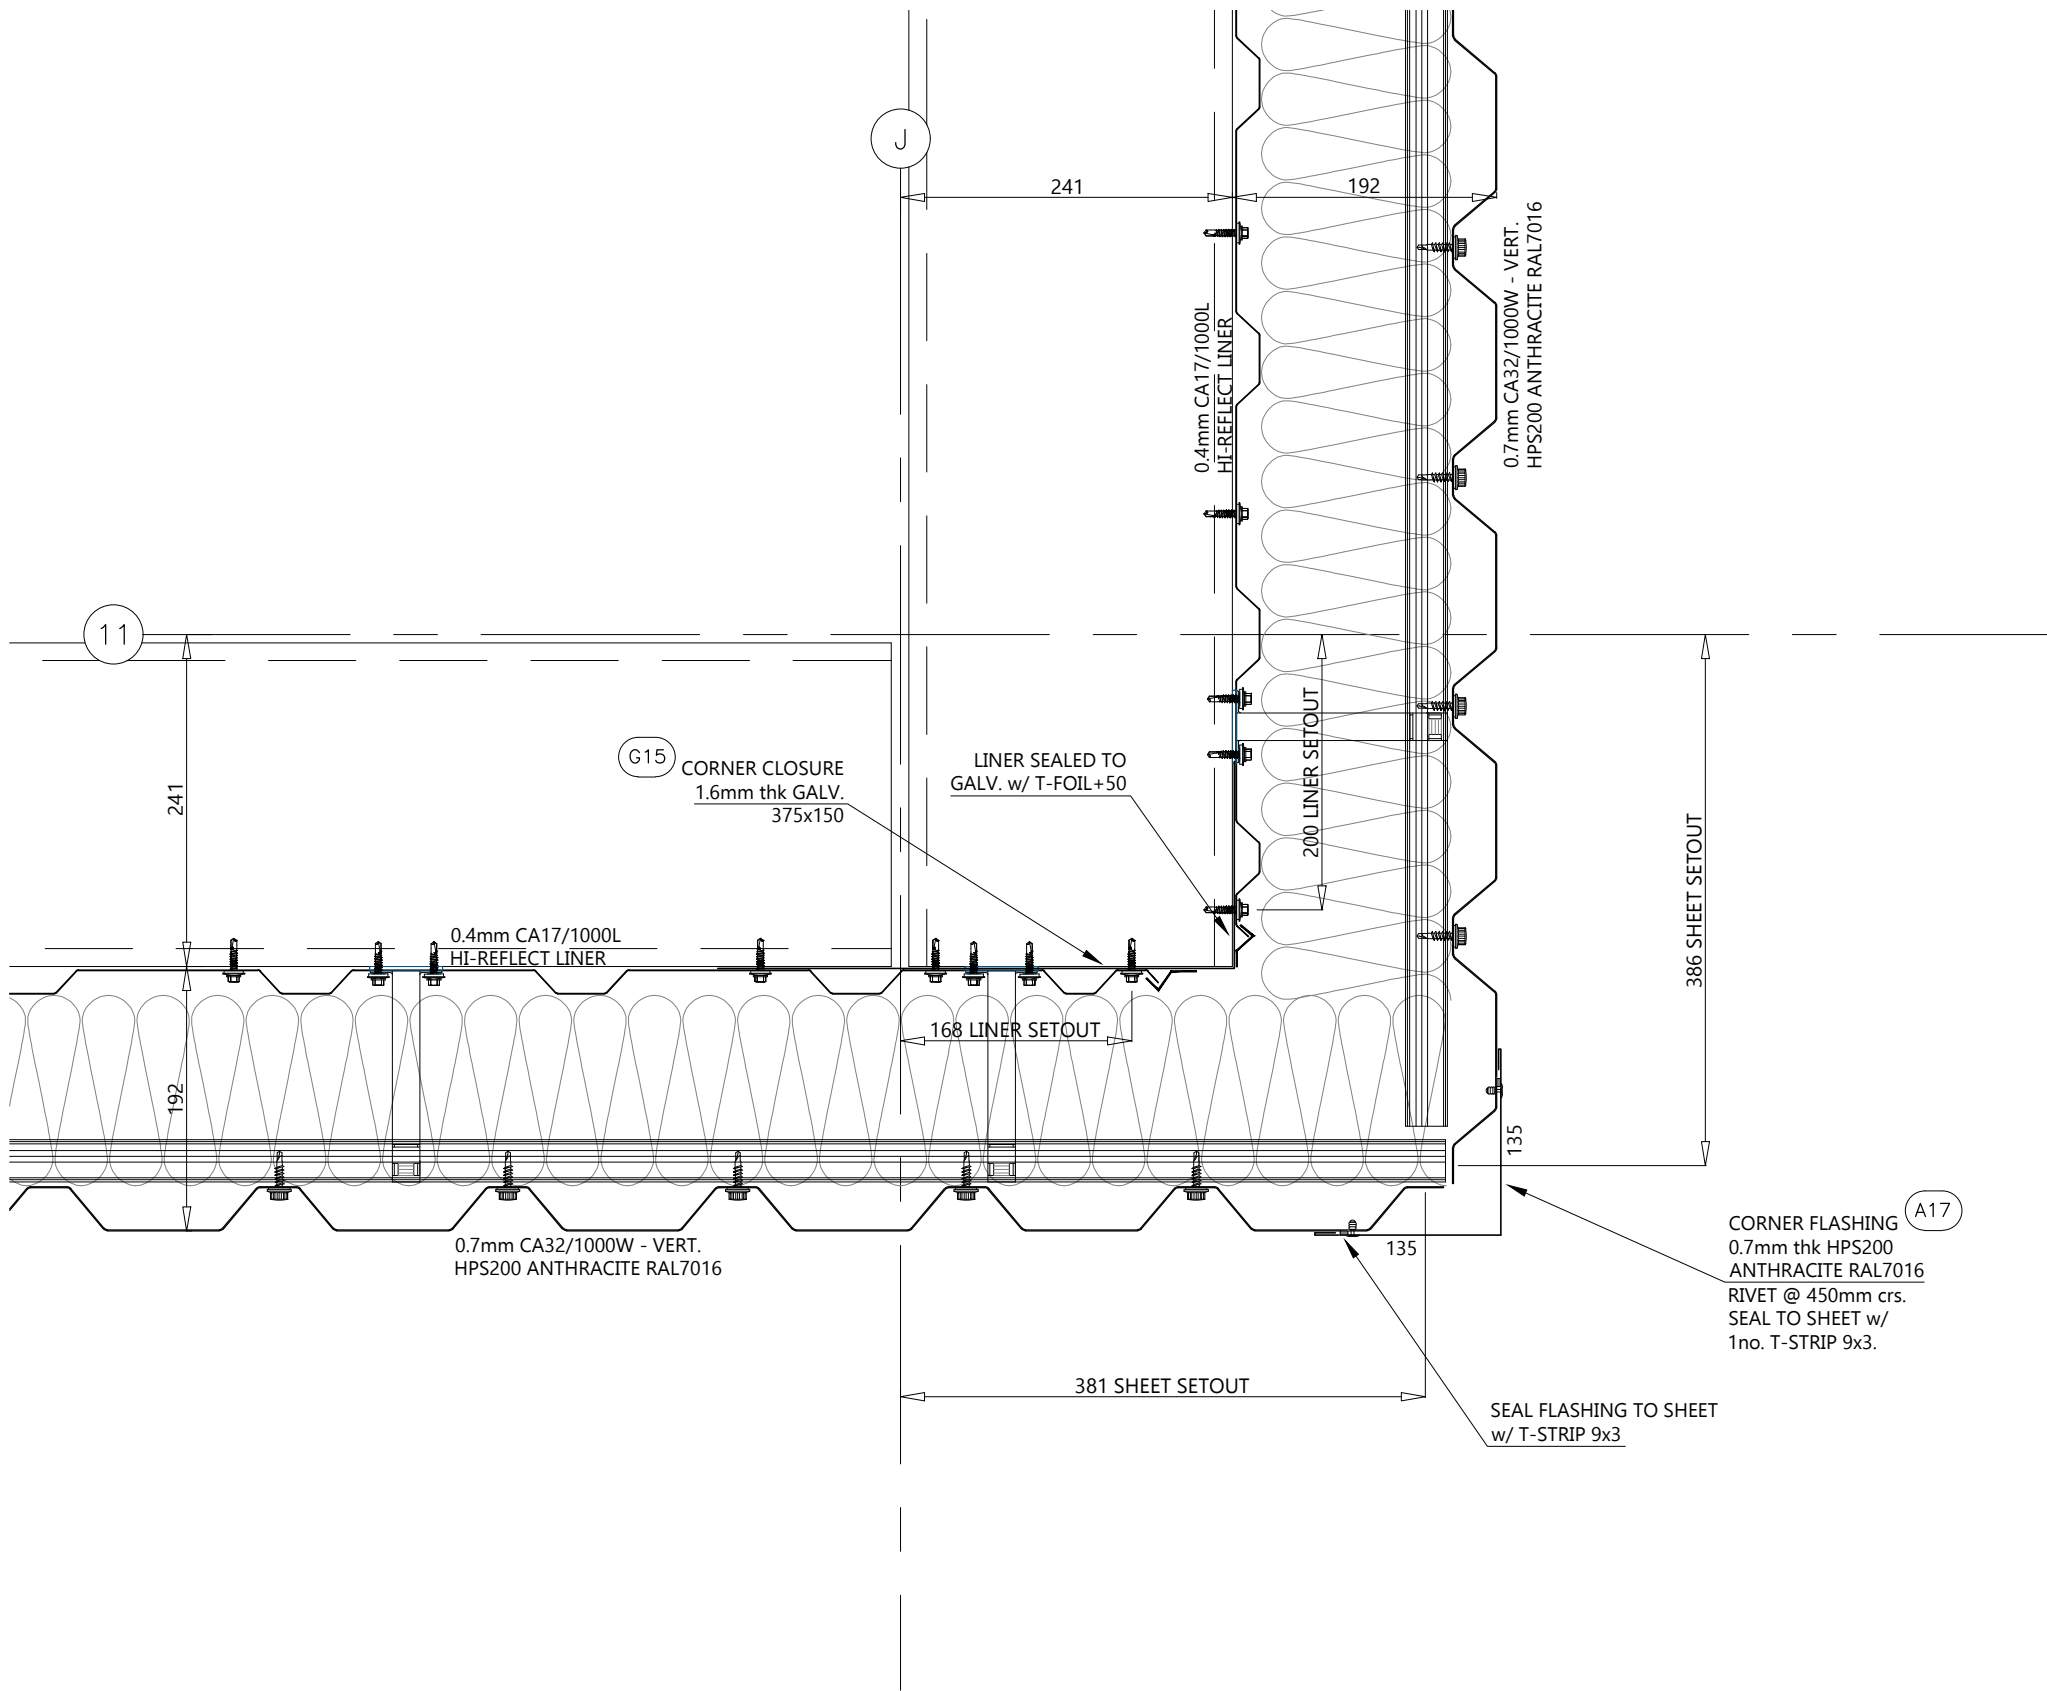 J
241
192
0.4mm CA17/1000L
HI-REFLECT LINER
0.7mm CA32/1000W - VERT.
HPS200 ANTHRACITE RAL7016
11
241
G15
CORNER CLOSURE
1.6mm thk GALV.
375x150
LINER SEALED TO
GALV. w/ T-FOIL+50
200 LINER SETOUT
386 SHEET SETOUT
0.4mm CA17/1000L
HI-REFLECT LINER
168 LINER SETOUT
192
135
135
0.7mm CA32/1000W - VERT.
HPS200 ANTHRACITE RAL7016
A17
CORNER FLASHING
0.7mm thk HPS200
ANTHRACITE RAL7016
RIVET @ 450mm crs.
SEAL TO SHEET w/
1no. T-STRIP 9x3.
381 SHEET SETOUT
SEAL FLASHING TO SHEET
w/ T-STRIP 9x3